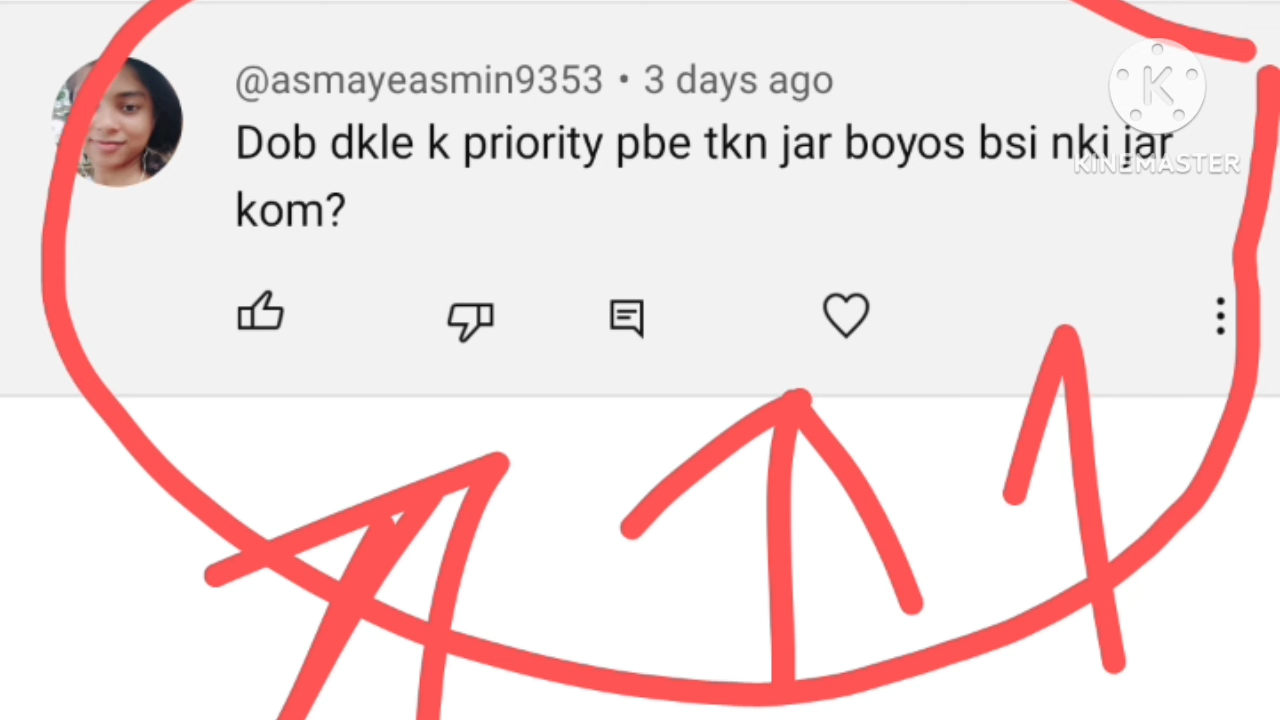 @asmayeasmin9353 • 3 days ago
Dob dkle k priority pbe tkn jar boyos bsi nki jar
kom?
K
KINEMASTER